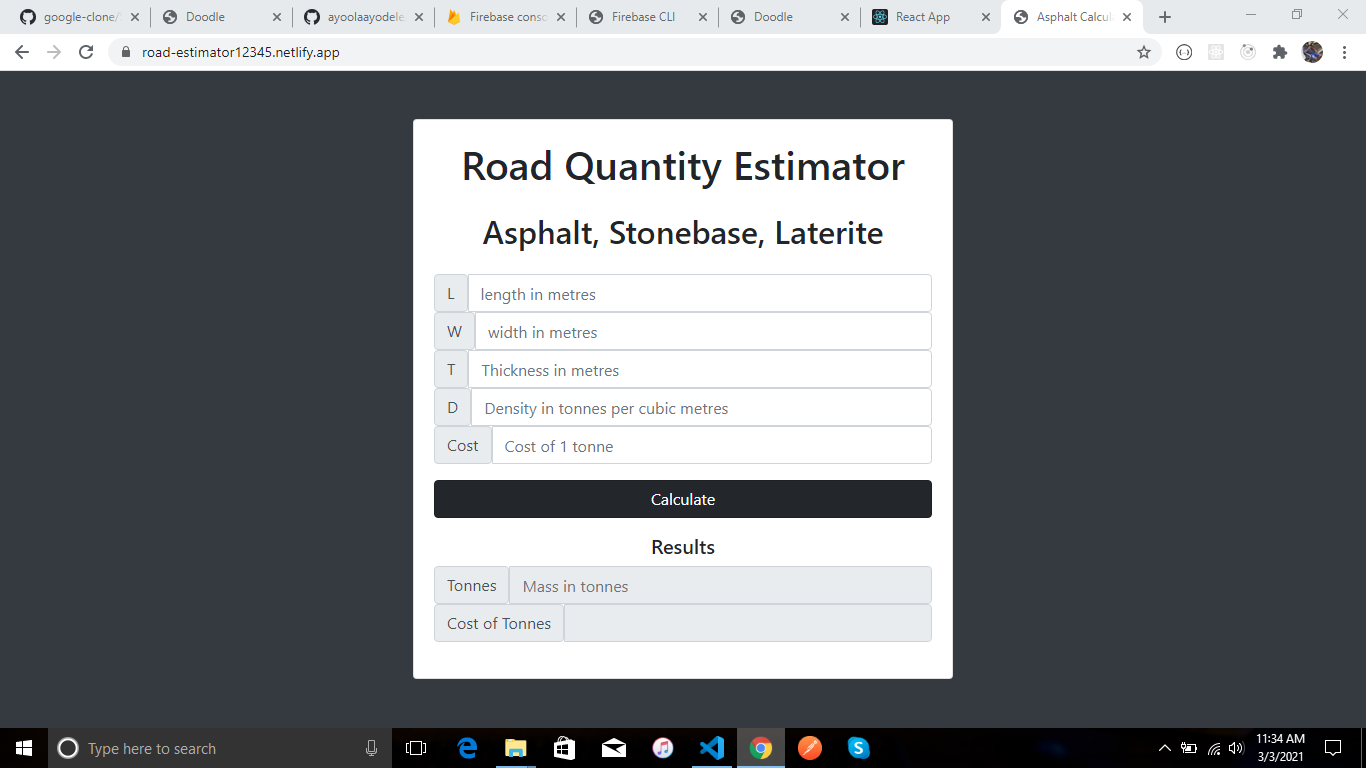 google-clone/
Doodle
ayoolaayodele
Firebase conso
Firebase CLI
Doodle
React App
Asphalt Calcul
road-estimator12345.netlify.app
Road Quantity Estimator
Asphalt, Stonebase, Laterite
L length in metres
W width in metres
T Thickness in metres
D Density in tonnes per cubic metres
Cost Cost of 1 tonne
Calculate
Results
Tonnes Mass in tonnes
Cost of Tonnes
Type here to search
11:34 AM
3/3/2021